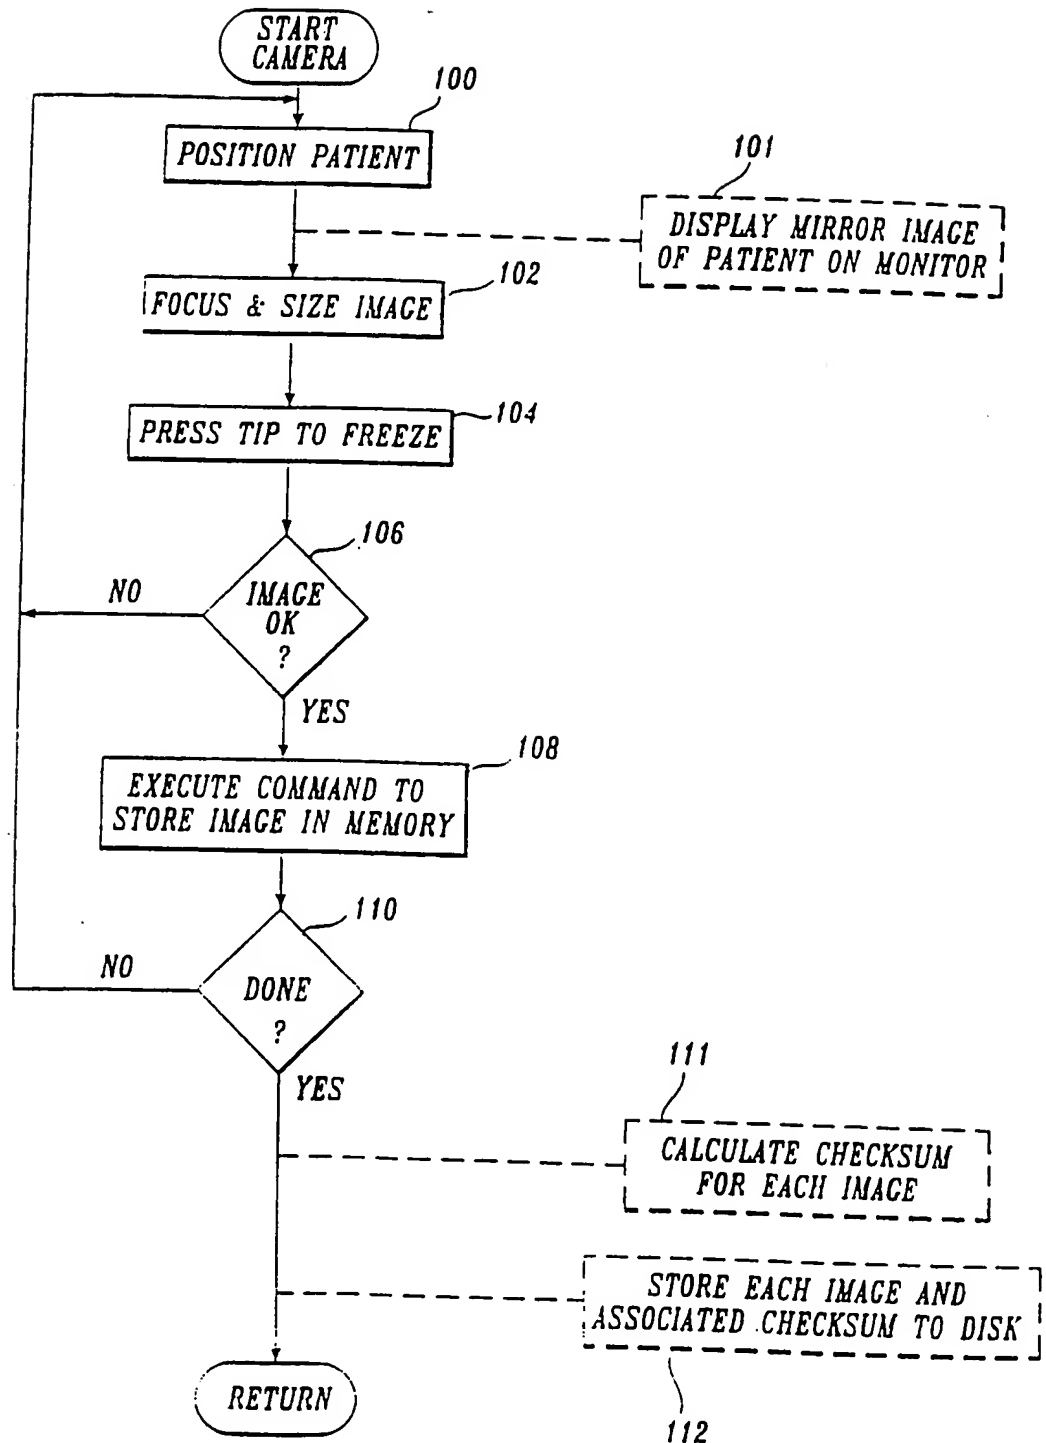 START
CAMERA
100
POSITION PATIENT
101
DISPLAY MIRROR IMAGE
OF PATIENT ON MONITOR
102
FOCUS & SIZE IMAGE
104
PRESS TIP TO FREEZE
106
IMAGE
OK
?
NO
YES
108
EXECUTE COMMAND TO
STORE IMAGE IN MEMORY
110
DONE
?
NO
YES
111
CALCULATE CHECKSUM
FOR EACH IMAGE
STORE EACH IMAGE AND
ASSOCIATED CHECKSUM TO DISK
112
RETURN